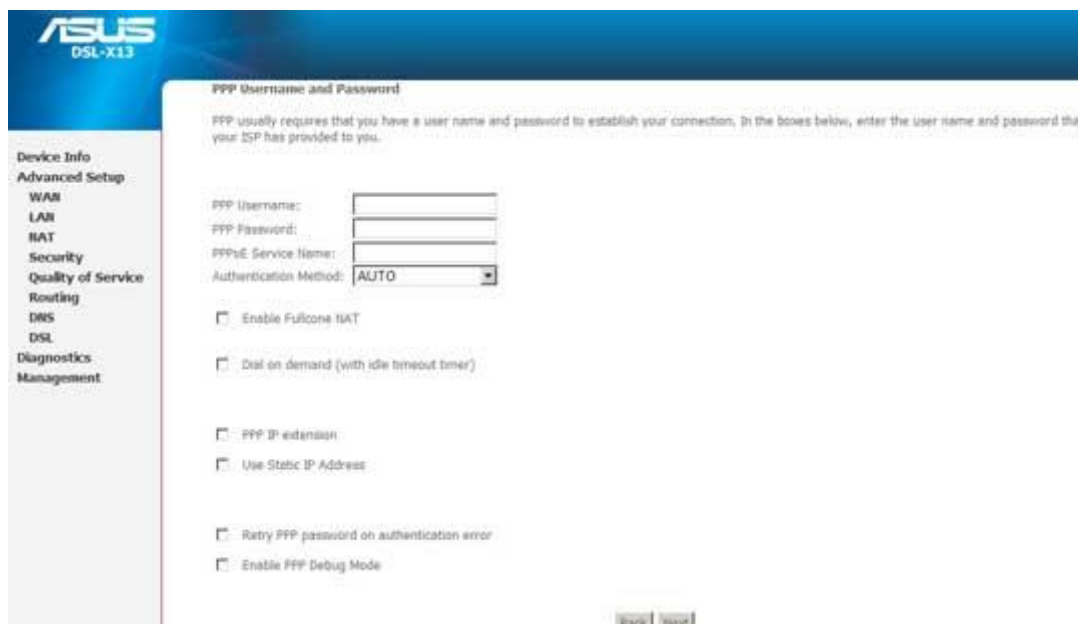 ASUS
DSL-X13
PPP Username and Password
PPP usually requires that you have a user name and password to establish your connection. In the boxes below, enter the user name and password tha
your ISP has provided to you.
Device Info
Advanced Setup
WAN
LAN
NAT
Security
Quality of Service
Routing
DNS
DSL
Diagnostics
Management
PPP Username:
PPP Password:
PPPoE Service Name:
Authentication Method: AUTO
Enable Fullcone NAT
Dial on demand (with idle timeout timer)
PPP IP extension
Use Static IP Address
Retry PPP password on authentication error
Enable PPP Debug Mode
Back Next